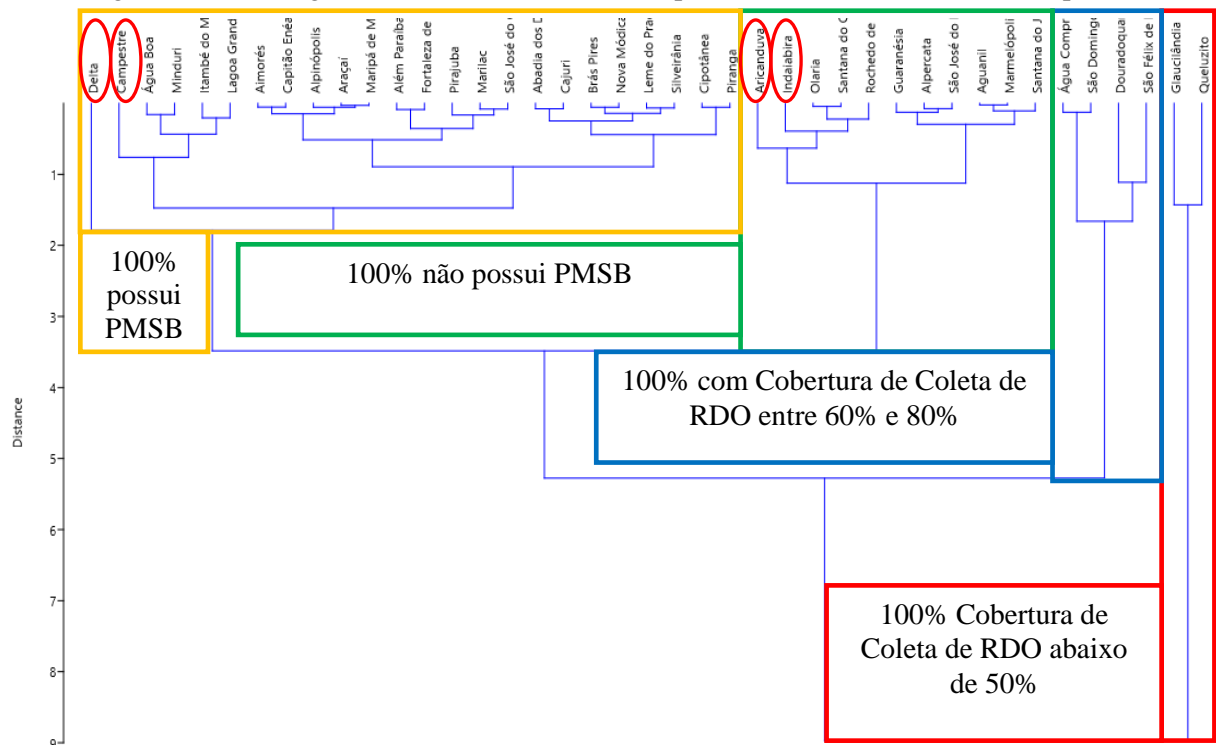 Delta
Campestre
Água Boa
Minduri
Itambé do M
Lagoa Grand
Aimorés
Capitão Enéa
Alpinópolis
Araçaí
Maripá de M
Além Paraíba
Fortaleza de
Pirajuba
Marilac
São José do
Abadia dos D
Cajuri
Brás Pires
Nova Módica
Leme do Pra
Silveirânia
Cipotânea
Piranga
Aricanduva
Indaiabira
Olaria
Santana do
Rochedo de
Guaranésia
Alpercata
São José do
Aguanil
Marmelópoli
Santana do J
Água Compr
São Doming
Douradoqua
São Félix de
Glaucilândia
Queluzito
1
2
3
4
5
6
7
8
9
Distance
100%
possui
PMSB
100% não possui PMSB
100% com Cobertura de Coleta de
RDO entre 60% e 80%
100% Cobertura de
Coleta de RDO abaixo
de 50%